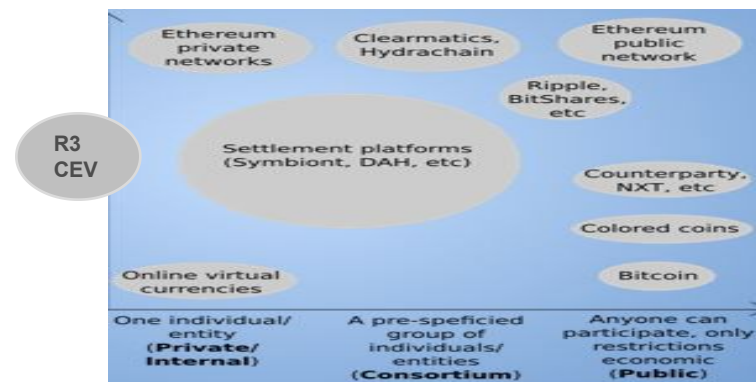 Ethereum
private
networks
Clearmatics,
Hydrachain
Ethereum
public
network
Ripple,
BitShares,
etc
R3
CEV
Settlement platforms
(Symbiont, DAH, etc)
Counterparty,
NXT, etc
Colored coins
Online virtual
currencies
Bitcoin
One individual/
entity
(Private/
Internal)
A pre-speficied
group of
individuals/
entities
(Consortium)
Anyone can
participate, only
restrictions
economic
(Public)